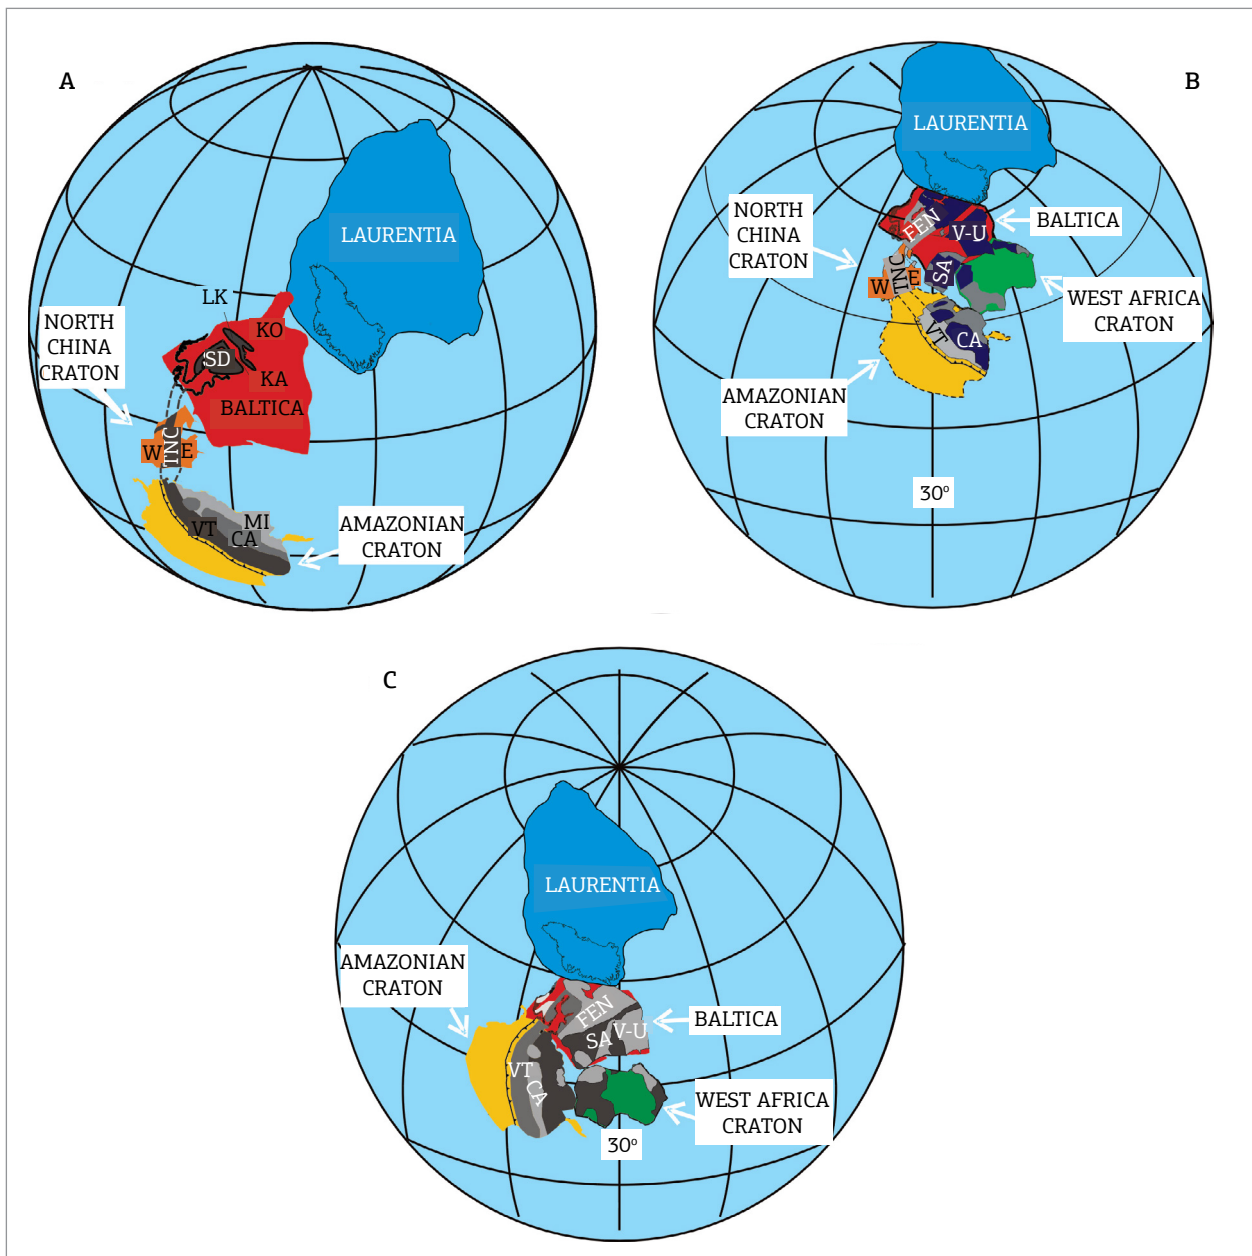 A
LAURENTIA
LK
NORTH
CHINA
CRATON
KO
SD
KA
BALTICA
W
TNC
E
VT
MI
CA
AMAZONIAN
CRATON
B
LAURENTIA
NORTH
CHINA
CRATON
FEN
V-U
BALTICA
W
TNC
E
SA
WEST AFRICA
CRATON
VT
CA
AMAZONIAN
CRATON
30º
C
LAURENTIA
AMAZONIAN
CRATON
FEN
SA
V-U
BALTICA
VT
CA
WEST AFRICA
CRATON
30º